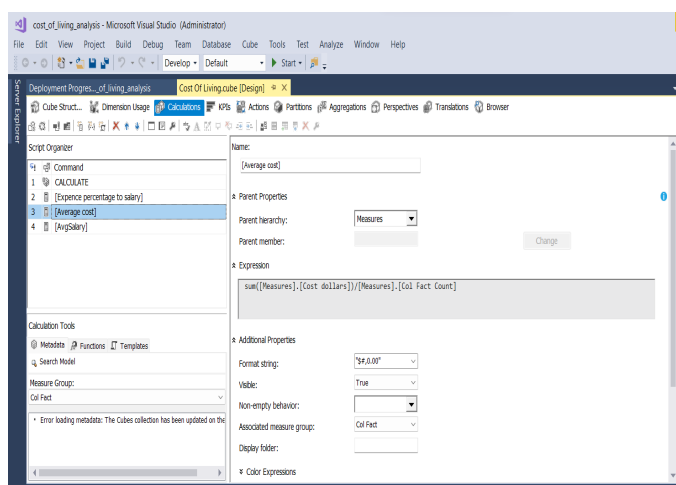 cost_of_living_analysis - Microsoft Visual Studio (Administrator)
File Edit View Project Build Debug Team Database Cube Tools Test Analyze Window Help
Develop Default Start
Server Explorer
Deployment Progres..._of_living_analysis Cost Of Living.cube [Design]
Cube Struct... Dimension Usage Calculations KPIs Actions Partitions Aggregations Perspectives Translations Browser
Script Organizer
Command
1 CALCULATE
2 [Expence percentage to salary]
3 [Average cost]
4 [AvgSalary]
Calculation Tools
Metadata Functions Templates
Search Model
Measure Group:
Col Fact
Error loading metadata: The Cubes collection has been updated on the
Name:
[Average cost]
Parent Properties
Parent hierarchy: Measures
Parent member: Change
Expression
sum([Measures].[Cost dollars])/[Measures].[Col Fact Count]
Additional Properties
Format string: "$#,0.00"
Visible: True
Non-empty behavior:
Associated measure group: Col Fact
Display folder:
Color Expressions